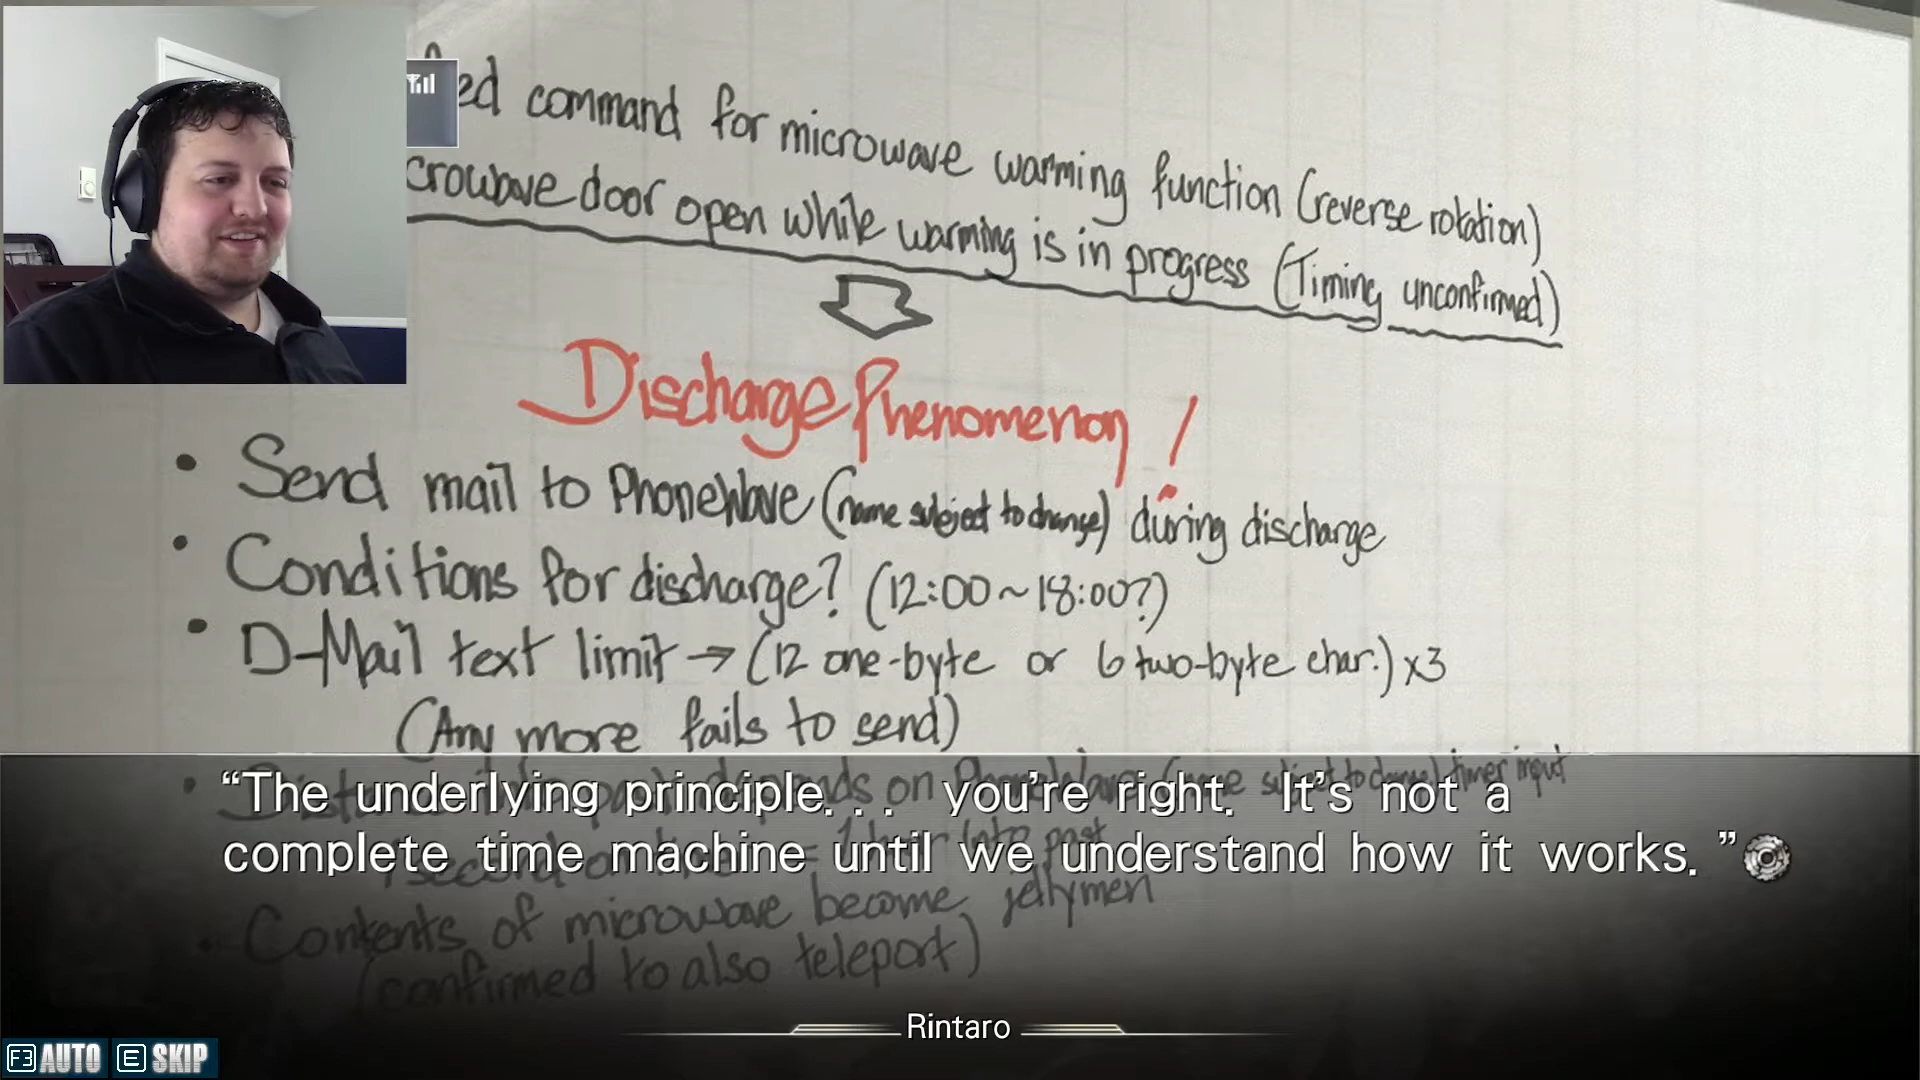 command for microwave warming function (reverse rotation)
door open while warming is in progress (Timing unconfirmed)
Discharge Phenomenon!
• Send mail to PhoneWave (name subject to change) during discharge
• Conditions for discharge? (12:00~18:00?)
• D-Mail text limit → (12 one-byte or 6 two-byte char.) x3
(Any more fails to send)
“The underlying principle... you're right. It's not a
complete time machine until we understand how it works.”
• Contents of microwave become jellymen
(confirmed to also teleport)
Rintaro
F3 AUTO E SKIP